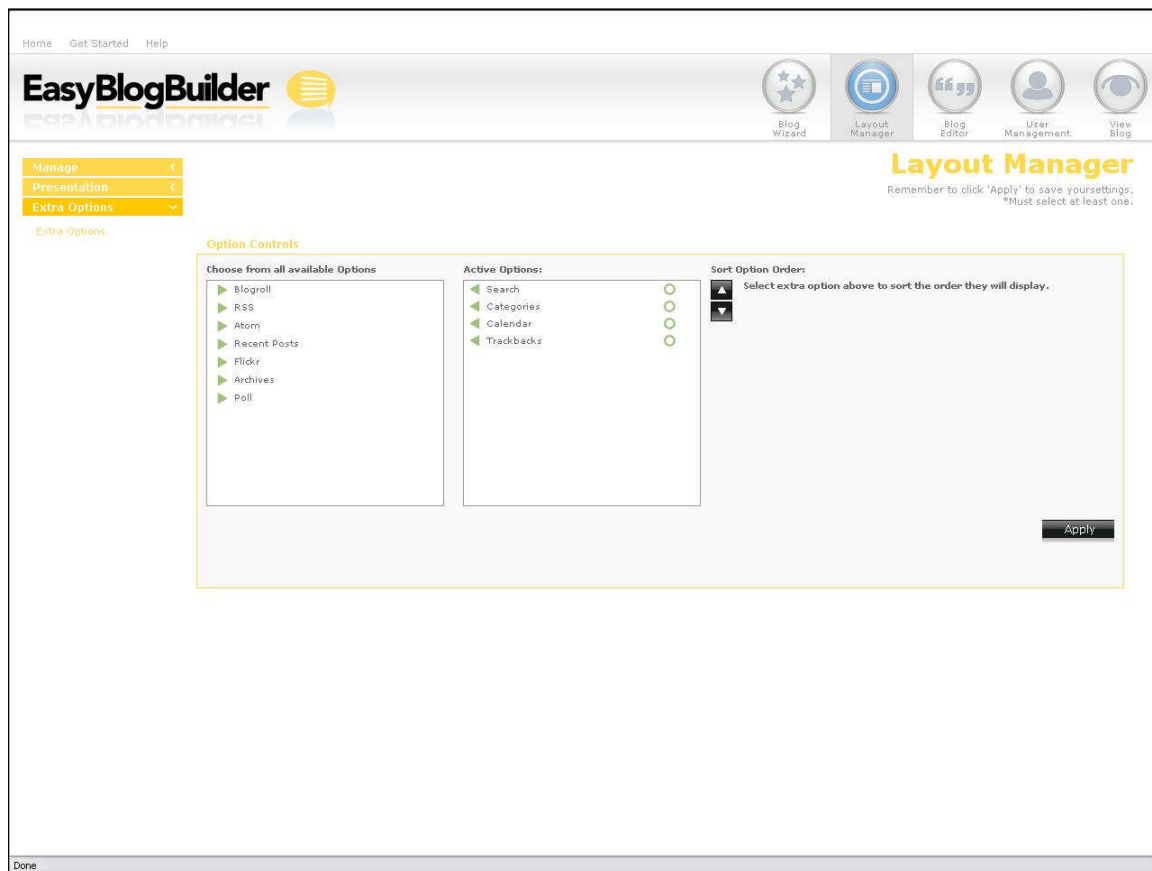 Home Get Started Help
EasyBlogBuilder
Blog
Wizard
Layout
Manager
Blog
Editor
User
Management
View
Blog
Manage
Presentation
Extra Options
Extra Options
Layout Manager
Remember to click 'Apply' to save yoursettings.
*Must select at least one.
Option Controls
Choose from all available Options
Blogroll
RSS
Atom
Recent Posts
Flickr
Archives
Poll
Active Options:
Search
Categories
Calendar
Trackbacks
Sort Option Order:
Select extra option above to sort the order they will display.
Apply
Done